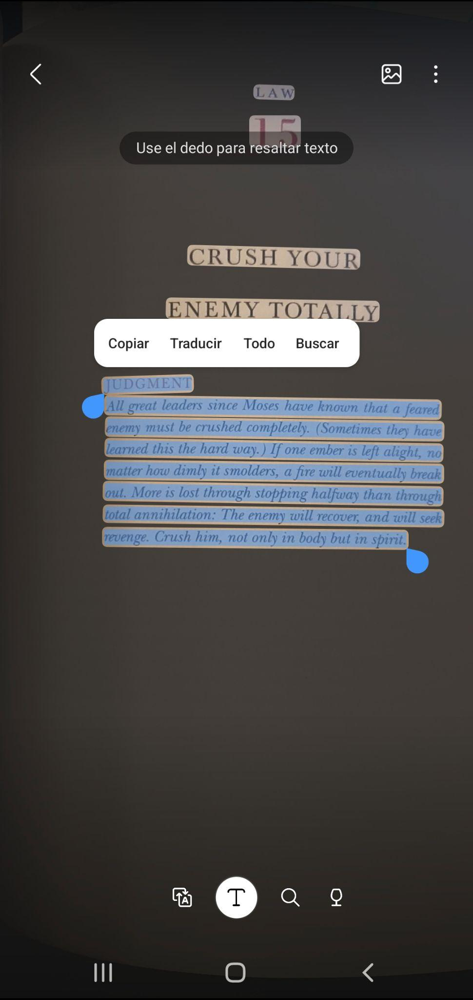 LAW
15
Use el dedo para resaltar texto
CRUSH YOUR
ENEMY TOTALLY
Copiar Traducir Todo Buscar
JUDGMENT
All great leaders since Moses have known that a feared
enemy must be crushed completely. (Sometimes they have
learned this the hard way.) If one ember is left alight, no
matter how dimly it smolders, a fire will eventually break
out. More is lost through stopping halfway than through
total annihilation: The enemy will recover, and will seek
revenge. Crush him, not only in body but in spirit.
T